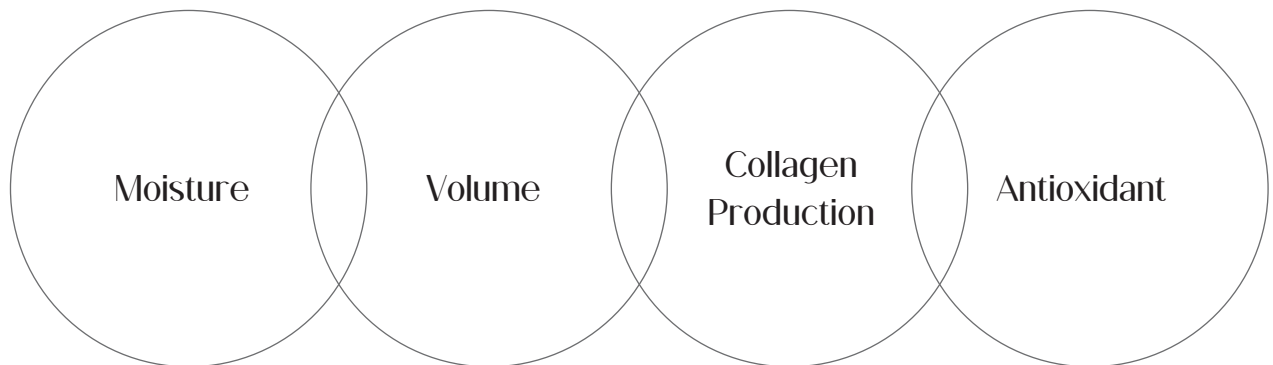 Moisture
Volume
Collagen
Production
Antioxidant